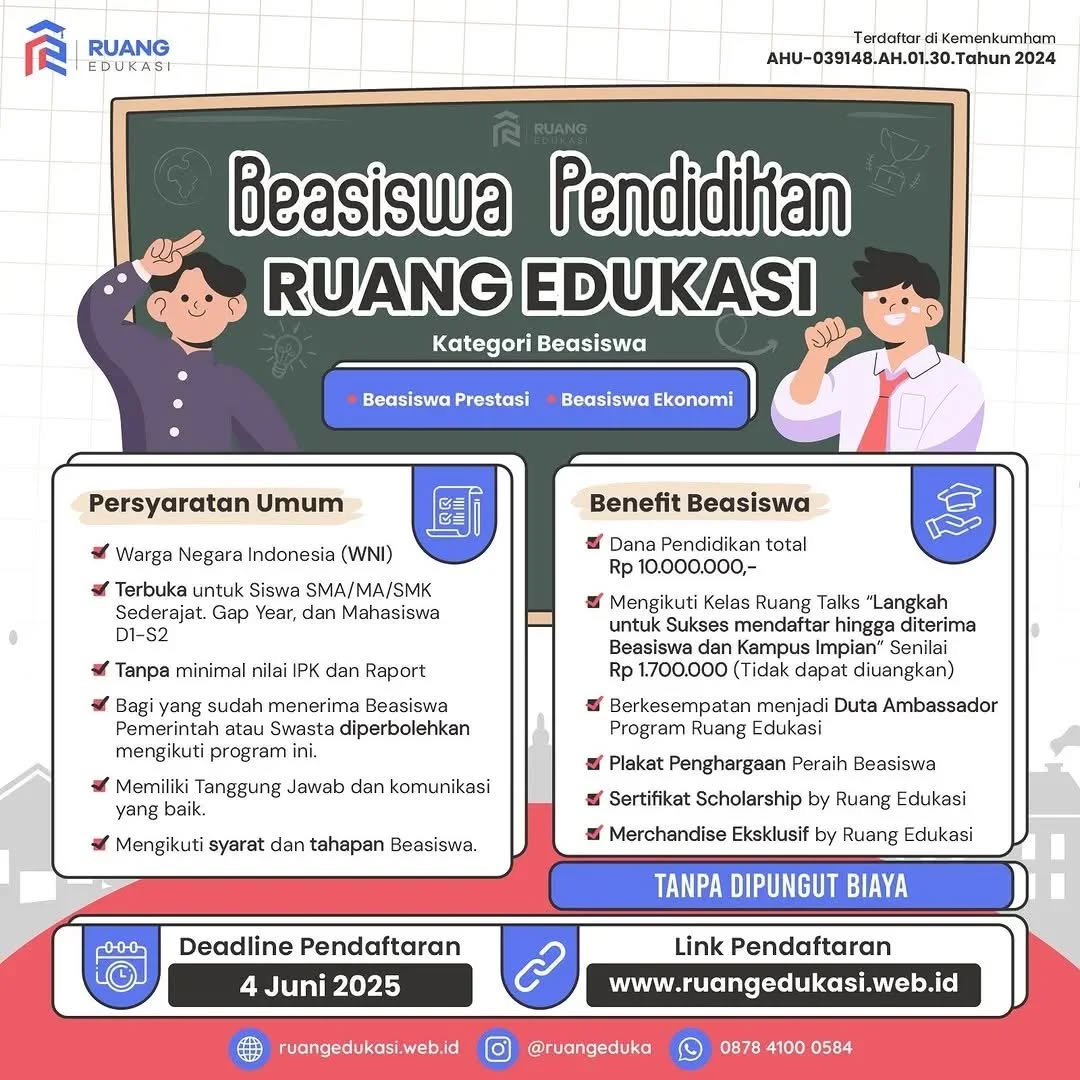 RUANG
EDUKASI
Terdaftar di Kemenkumham
AHU-039148.AH.01.30.Tahun 2024
RUANG
EDUKASI
Beasiswa Pendidikan
RUANG EDUKASI
Kategori Beasiswa
• Beasiswa Prestasi • Beasiswa Ekonomi
Persyaratan Umum
Warga Negara Indonesia (WNI)
Terbuka untuk Siswa SMA/MA/SMK
Sederajat. Gap Year, dan Mahasiswa
D1-S2
Tanpa minimal nilai IPK dan Raport
Bagi yang sudah menerima Beasiswa
Pemerintah atau Swasta diperbolehkan
mengikuti program ini.
Memiliki Tanggung Jawab dan komunikasi
yang baik.
Mengikuti syarat dan tahapan Beasiswa.
Benefit Beasiswa
Dana Pendidikan total
Rp 10.000.000,-
Mengikuti Kelas Ruang Talks “Langkah
untuk Sukses mendaftar hingga diterima
Beasiswa dan Kampus Impian” Senilai
Rp 1.700.000 (Tidak dapat diuangkan)
Berkesempatan menjadi Duta Ambassador
Program Ruang Edukasi
Plakat Penghargaan Peraih Beasiswa
Sertifikat Scholarship by Ruang Edukasi
Merchandise Eksklusif by Ruang Edukasi
TANPA DIPUNGUT BIAYA
Deadline Pendaftaran
4 Juni 2025
Link Pendaftaran
www.ruangedukasi.web.id
ruangedukasi.web.id @ruangeduka 0878 4100 0584